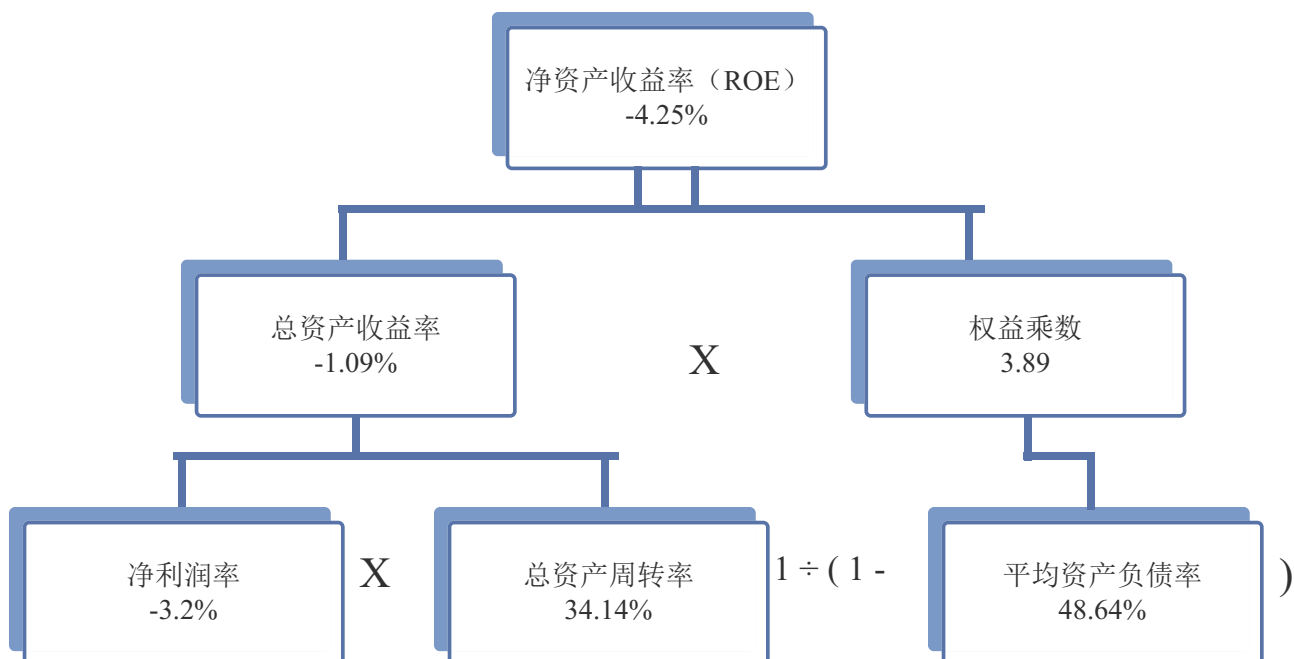 净资产收益率（ROE）
-4.25%
总资产收益率
-1.09%
X
权益乘数
3.89
净利润率
-3.2%
X
总资产周转率
34.14%
1 ÷ ( 1 -
平均资产负债率
48.64%
)